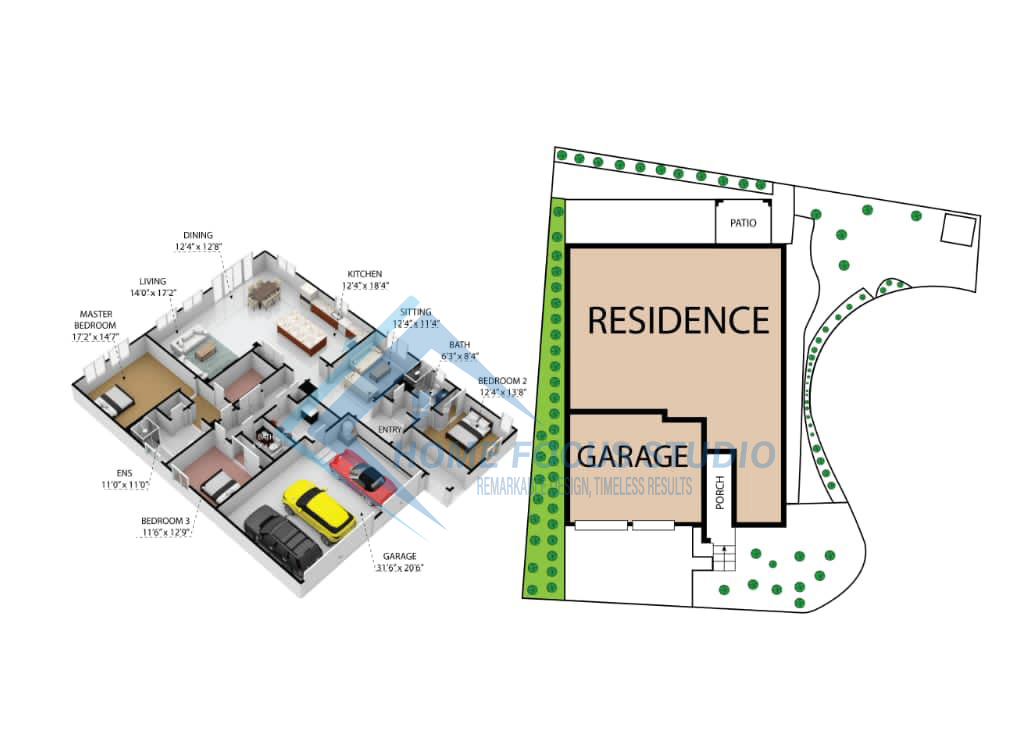 DINING
12'4" x 12'8"
LIVING
14'0" x 17'2"
KITCHEN
12'4" x 18'4"
MASTER
BEDROOM
17'2" x 14'7"
SITTING
12'4" x 11'4"
BATH
6'3" x 8'4"
BEDROOM 2
12'4" x 13'8"
ENTRY
BATH
ENS
11'0" x 11'0"
BEDROOM 3
11'6" x 12'9"
GARAGE
31'6" x 20'6"
PATIO
RESIDENCE
GARAGE
PORCH
HOME FOCUS STUDIO
REMARKABLE DESIGN, TIMELESS RESULTS